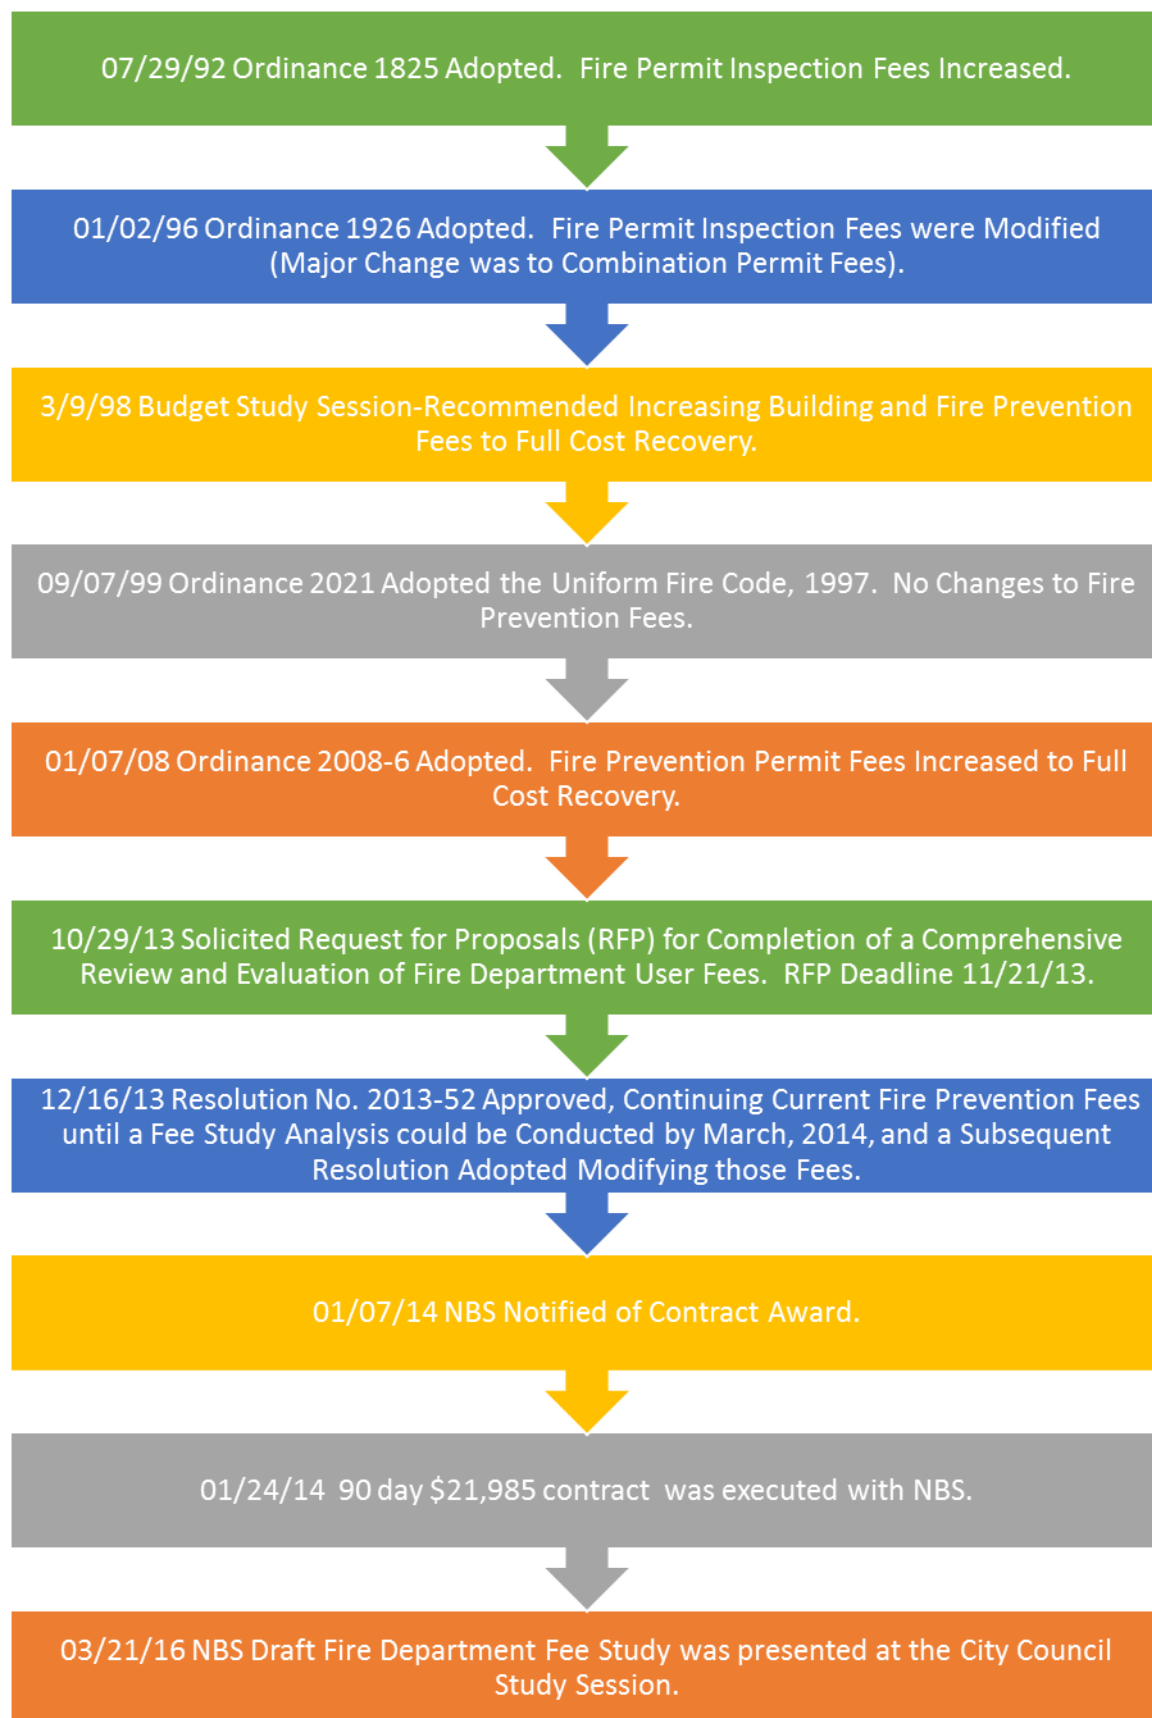 07/29/92 Ordinance 1825 Adopted.  Fire Permit Inspection Fees Increased.
01/02/96 Ordinance 1926 Adopted.  Fire Permit Inspection Fees were Modified
(Major Change was to Combination Permit Fees).
3/9/98 Budget Study Session-Recommended Increasing Building and Fire Prevention
Fees to Full Cost Recovery.
09/07/99 Ordinance 2021 Adopted the Uniform Fire Code, 1997.  No Changes to Fire
Prevention Fees.
01/07/08 Ordinance 2008-6 Adopted.  Fire Prevention Permit Fees Increased to Full
Cost Recovery.
10/29/13 Solicited Request for Proposals (RFP) for Completion of a Comprehensive
Review and Evaluation of Fire Department User Fees.  RFP Deadline 11/21/13.
12/16/13 Resolution No. 2013-52 Approved, Continuing Current Fire Prevention Fees
until a Fee Study Analysis could be Conducted by March, 2014, and a Subsequent
Resolution Adopted Modifying those Fees.
01/07/14 NBS Notified of Contract Award.
01/24/14  90 day $21,985 contract  was executed with NBS.
03/21/16 NBS Draft Fire Department Fee Study was presented at the City Council
Study Session.